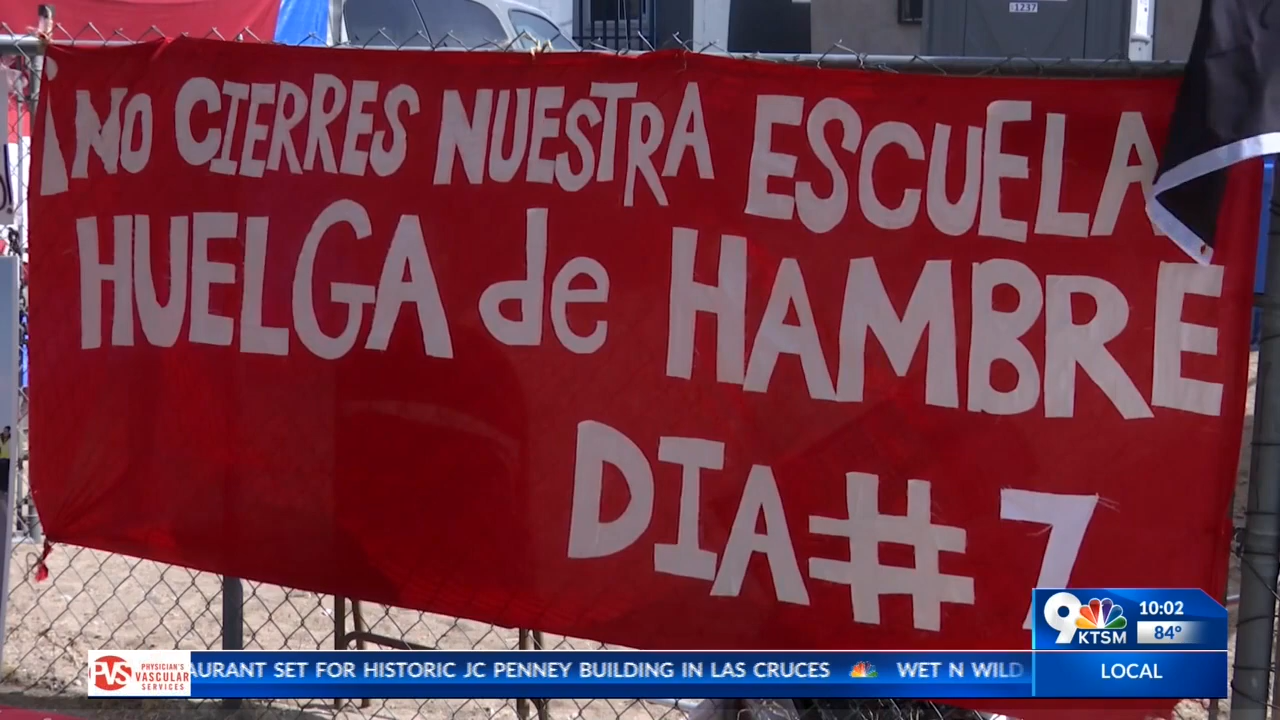 1237
¡NO CIERRES NUESTRA ESCUELA
HUELGA de HAMBRE
DIA # 7
9 KTSM
10:02
84°
LOCAL
PVS PHYSICIAN'S VASCULAR SERVICES
AURANT SET FOR HISTORIC JC PENNEY BUILDING IN LAS CRUCES WET N WILD